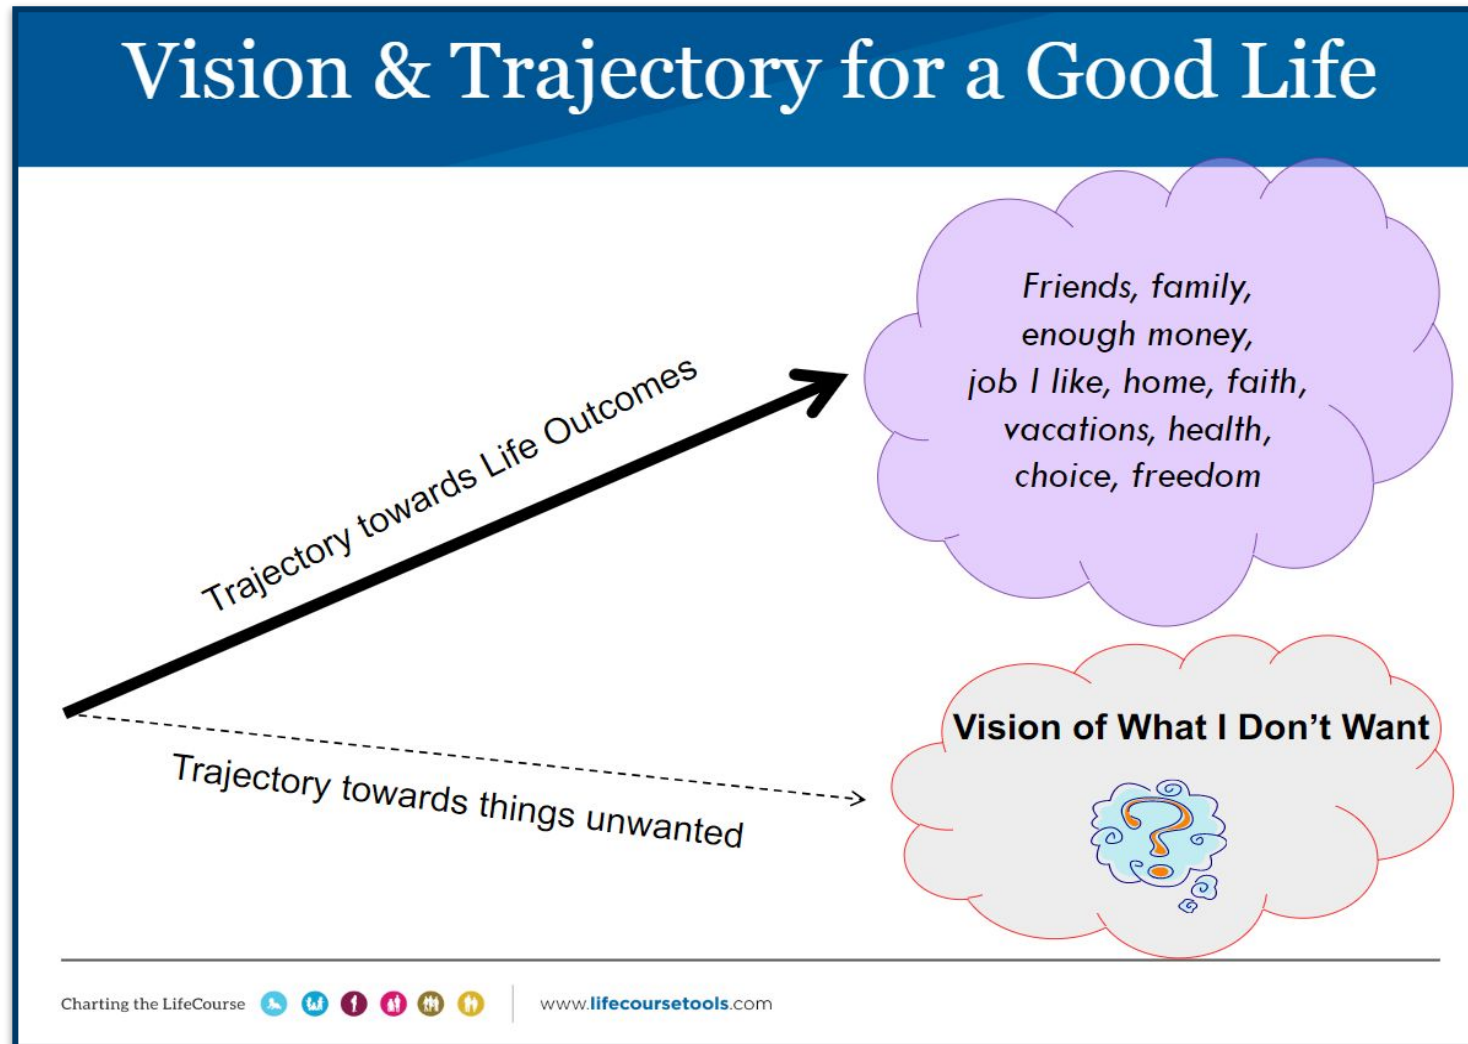 Vision & Trajectory for a Good Life
Friends, family,
enough money,
job I like, home, faith,
vacations, health,
choice, freedom
Trajectory towards Life Outcomes
Vision of What I Don’t Want
?
Trajectory towards things unwanted
Charting the LifeCourse
www.lifecoursetools.com